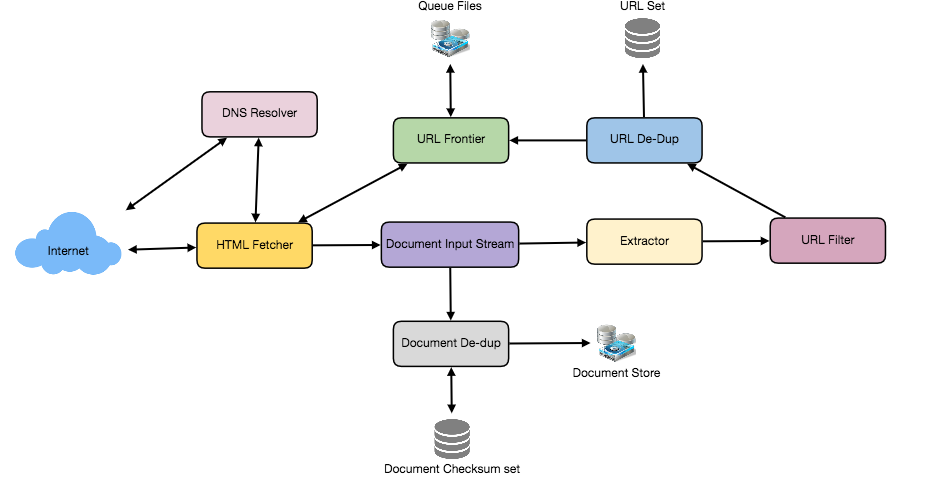 Queue Files
URL Set
DNS Resolver
URL Frontier
URL De-Dup
Internet
HTML Fetcher
Document Input Stream
Extractor
URL Filter
Document De-dup
Document Store
Document Checksum set